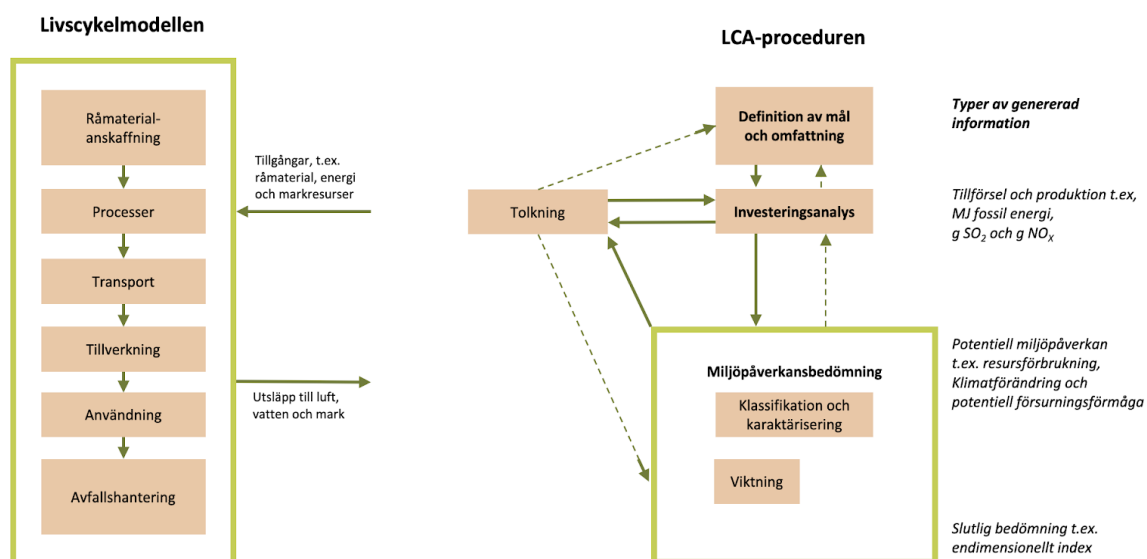 Livscykelmodellen
Råmaterial-
anskaffning
Processer
Transport
Tillverkning
Användning
Avfallshantering
Tillgångar, t.ex.
råmaterial, energi
och markresurser
Utsläpp till luft,
vatten och mark
LCA-proceduren
Definition av mål
och omfattning
Tolkning
Investeringsanalys
Miljöpåverkansbedömning
Klassifikation och
karaktärisering
Viktning
Typer av genererad
information
Tillförsel och produktion t.ex,
MJ fossil energi,
g SO₂ och g NOₓ
Potentiell miljöpåverkan
t.ex. resursförbrukning,
Klimatförändring och
potentiell försurningsförmåga
Slutlig bedömning t.ex.
endimensionellt index